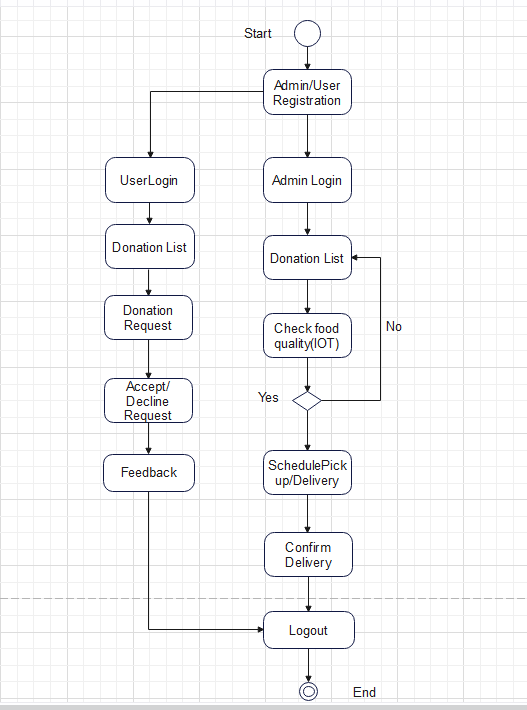 Start
Admin/User
Registration
UserLogin
Admin Login
Donation List
Donation List
Donation
Request
Check food
quality(IOT)
No
Accept/
Decline
Request
Yes
Feedback
SchedulePick
up/Delivery
Confirm
Delivery
Logout
End